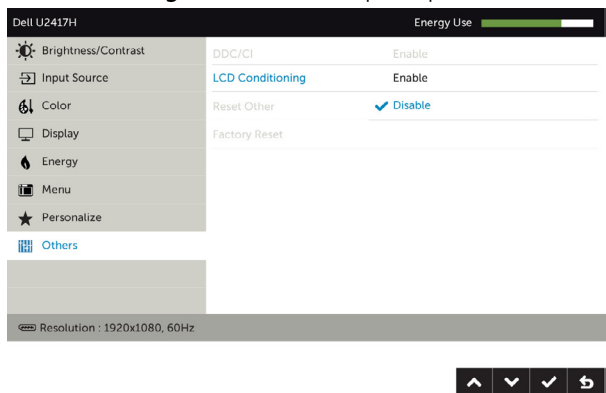 Dell U2417H Energy Use
Brightness/Contrast
Input Source
Color
Display
Energy
Menu
Personalize
Others
DDC/CI Enable
LCD Conditioning Enable
Reset Other Disable
Factory Reset
Resolution : 1920x1080, 60Hz